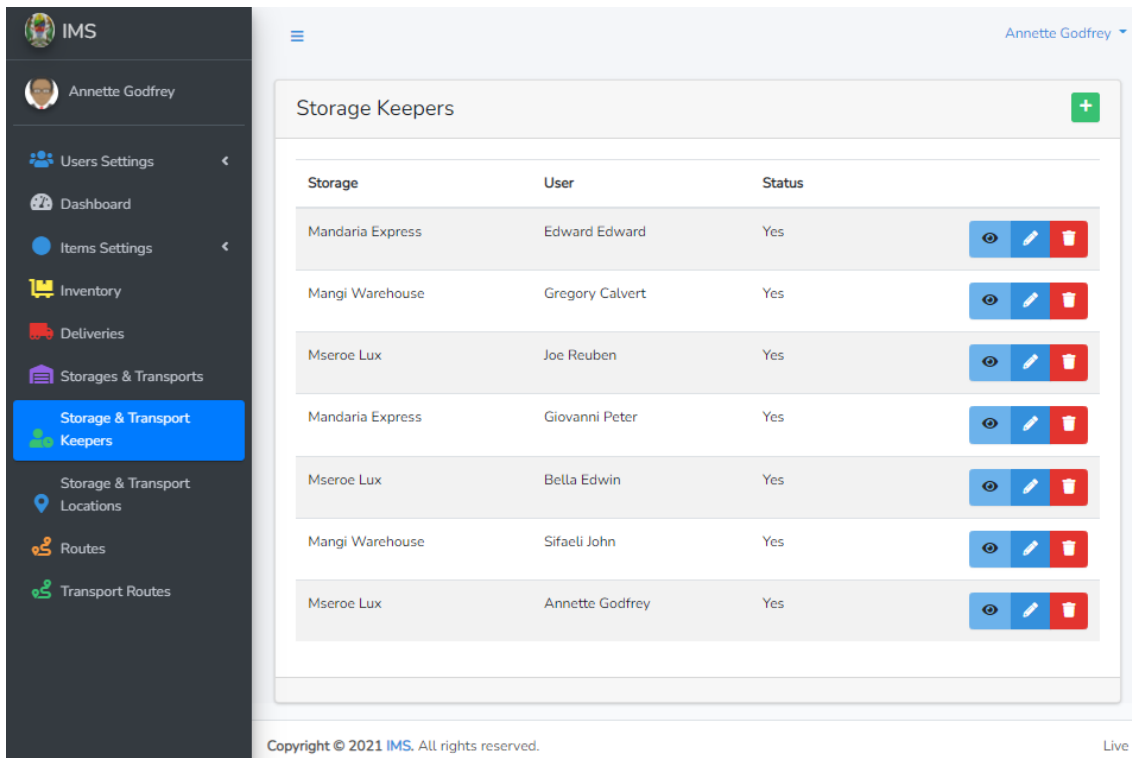 IMS
Annette Godfrey
Annette Godfrey
Users Settings
Dashboard
Items Settings
Inventory
Deliveries
Storages & Transports
Storage & Transport
Keepers
Storage & Transport
Locations
Routes
Transport Routes
Storage Keepers
Storage User Status
Mandaria Express Edward Edward Yes
Mangi Warehouse Gregory Calvert Yes
Mseroe Lux Joe Reuben Yes
Mandaria Express Giovanni Peter Yes
Mseroe Lux Bella Edwin Yes
Mangi Warehouse Sifaeli John Yes
Mseroe Lux Annette Godfrey Yes
Copyright © 2021 IMS. All rights reserved. Live